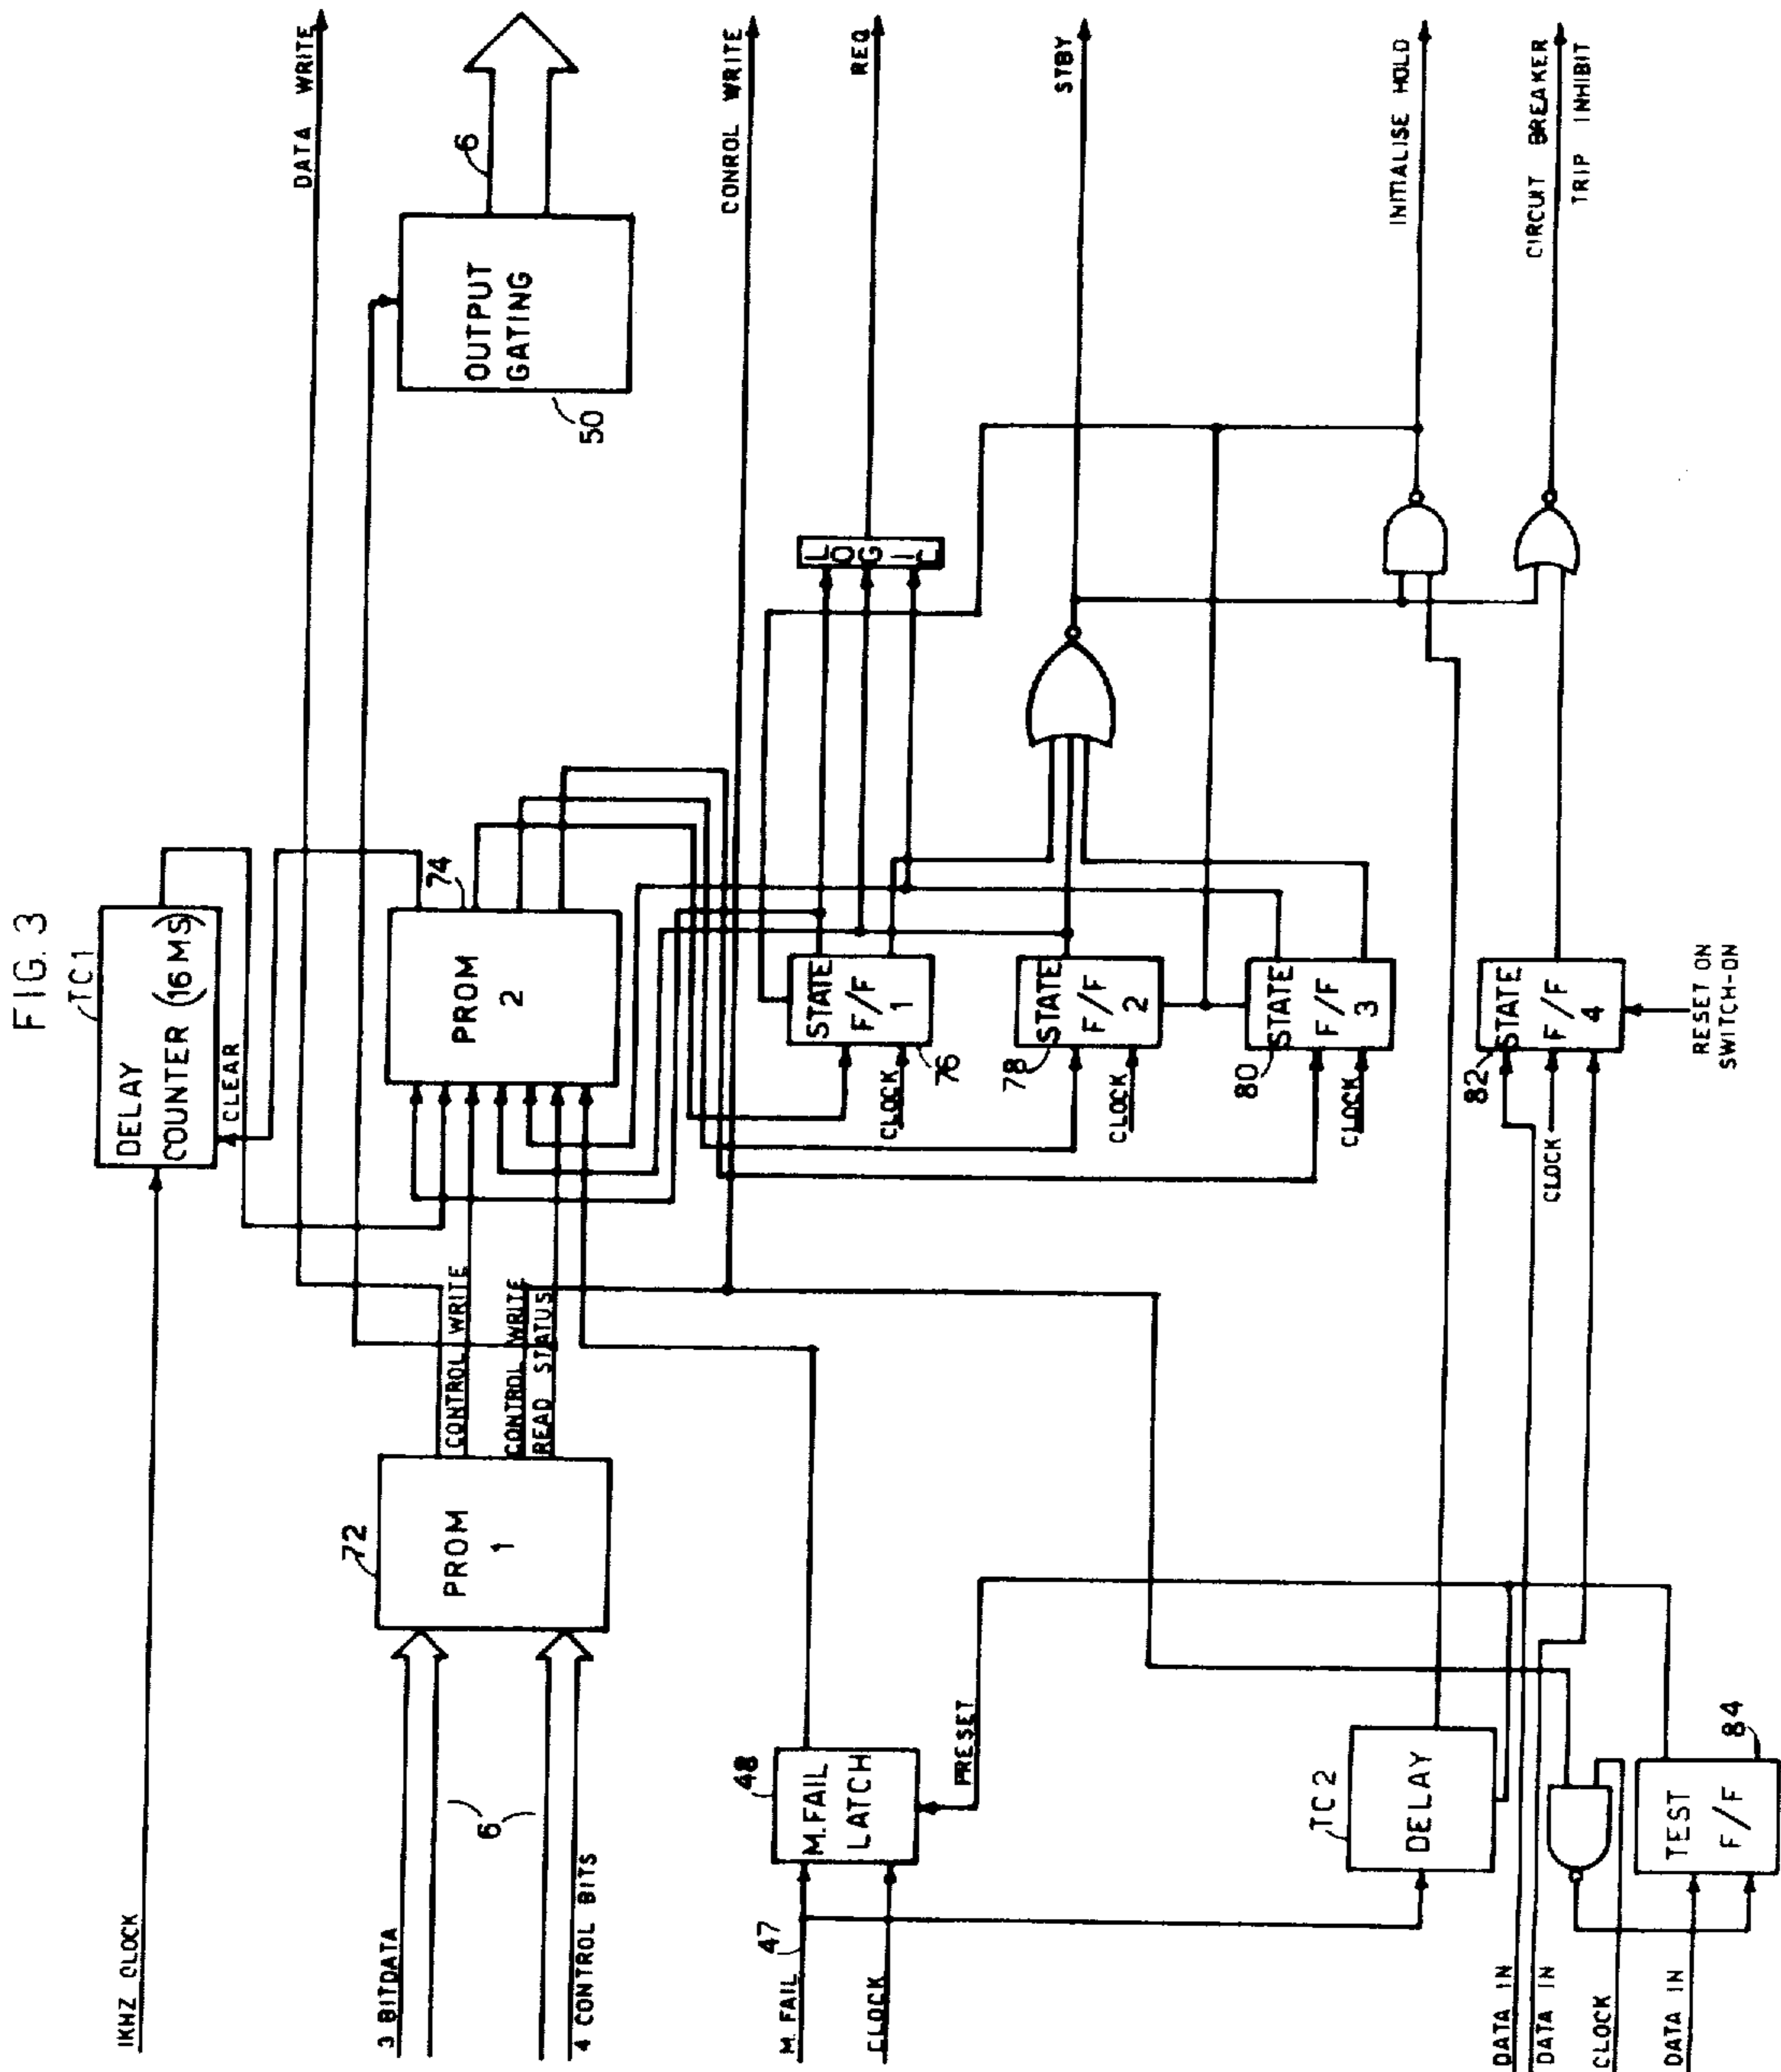 FIG. 3
TC1
DELAY
COUNTER (16 MS)
CLEAR
1KHZ CLOCK
DATA WRITE
3 BITDATA
4 CONTROL BITS
6
72
PROM
1
CONTROL WRITE
CONTROL WRITE
READ STATUS
74
PROM
2
OUTPUT
GATING
50
6
CONROL WRITE
REQ
LOGIC
STATE
F/F
1
76
CLOCK
STBY
STATE
F/F
2
78
CLOCK
STATE
F/F
3
80
CLOCK
INITIALISE HOLD
CIRCUIT BREAKER
TRIP INHIBIT
STATE
F/F
4
82
CLOCK
RESET ON
SWITCH-ON
M. FAIL
47
CLOCK
48
M.FAIL
LATCH
PRESET
TC2
DELAY
DATA IN
DATA IN
CLOCK
DATA IN
TEST
F/F
84